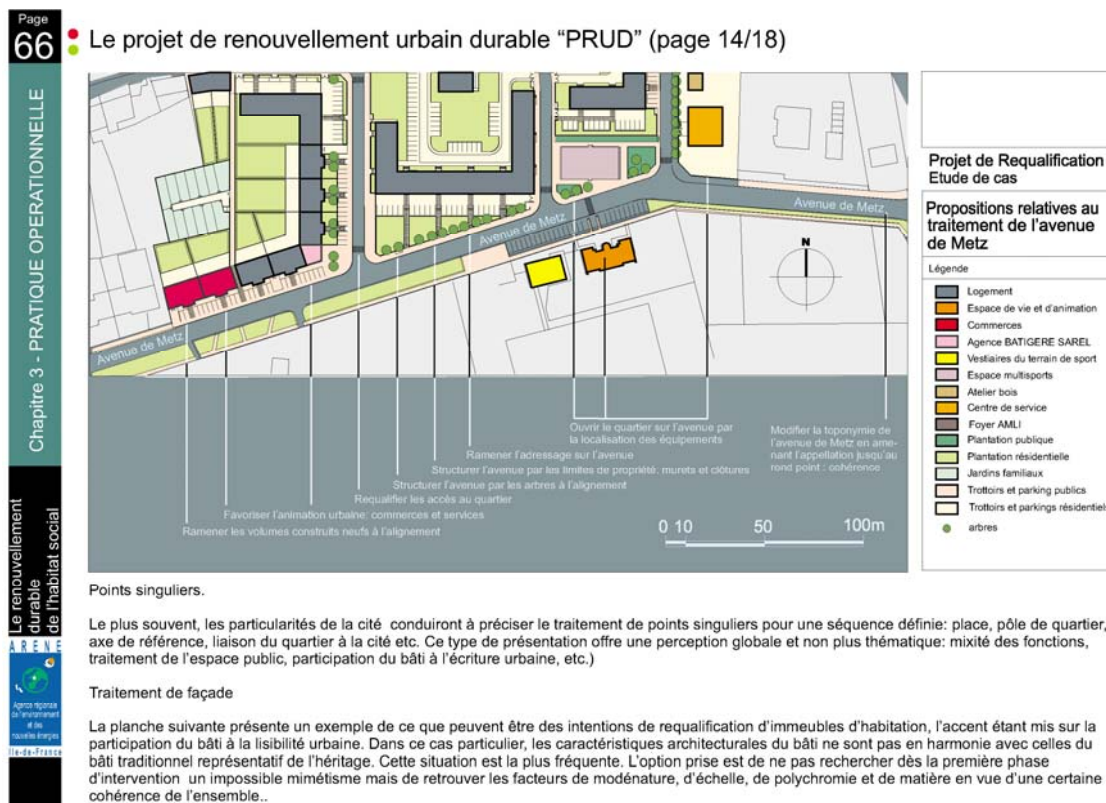 Page
66
Le projet de renouvellement urbain durable “PRUD” (page 14/18)
Chapitre 3 - PRATIQUE OPERATIONNELLE
Le renouvellement
durable
de l'habitat social
ARENE
Agence régionale
de l'environnement
et des
nouvelles énergies
Ile-de-France
Avenue de Metz
Avenue de Metz
Avenue de Metz
Avenue de Metz
N
Ouvrir le quartier sur l'avenue par
la localisation des équipements
Modifier la toponymie de
l'avenue de Metz en ame-
nant l'appellation jusqu'au
rond point : cohérence
Ramener l'adressage sur l'avenue
Structurer l'avenue par les limites de propriété: murets et clôtures
Structurer l'avenue par les arbres à l'alignement
Requalifier les accès au quartier
Favoriser l'animation urbaine: commerces et services
Ramener les volumes construits neufs à l'alignement
0 10 50 100m
Projet de Requalification
Etude de cas
Propositions relatives au
traitement de l'avenue
de Metz
Légende
Logement
Espace de vie et d'animation
Commerces
Agence BATIGERE SAREL
Vestiaires du terrain de sport
Espace multisports
Atelier bois
Centre de service
Foyer AMLI
Plantation publique
Plantation résidentielle
Jardins familiaux
Trottoirs et parking publics
Trottoirs et parkings résidentiels
arbres
Points singuliers.
Le plus souvent, les particularités de la cité conduiront à préciser le traitement de points singuliers pour une séquence définie: place, pôle de quartier,
axe de référence, liaison du quartier à la cité etc. Ce type de présentation offre une perception globale et non plus thématique: mixité des fonctions,
traitement de l'espace public, participation du bâti à l'écriture urbaine, etc.)
Traitement de façade
La planche suivante présente un exemple de ce que peuvent être des intentions de requalification d'immeubles d'habitation, l'accent étant mis sur la
participation du bâti à la lisibilité urbaine. Dans ce cas particulier, les caractéristiques architecturales du bâti ne sont pas en harmonie avec celles du
bâti traditionnel représentatif de l'héritage. Cette situation est la plus fréquente. L'option prise est de ne pas rechercher dès la première phase
d'intervention un impossible mimétisme mais de retrouver les facteurs de modénature, d'échelle, de polychromie et de matière en vue d'une certaine
cohérence de l'ensemble..